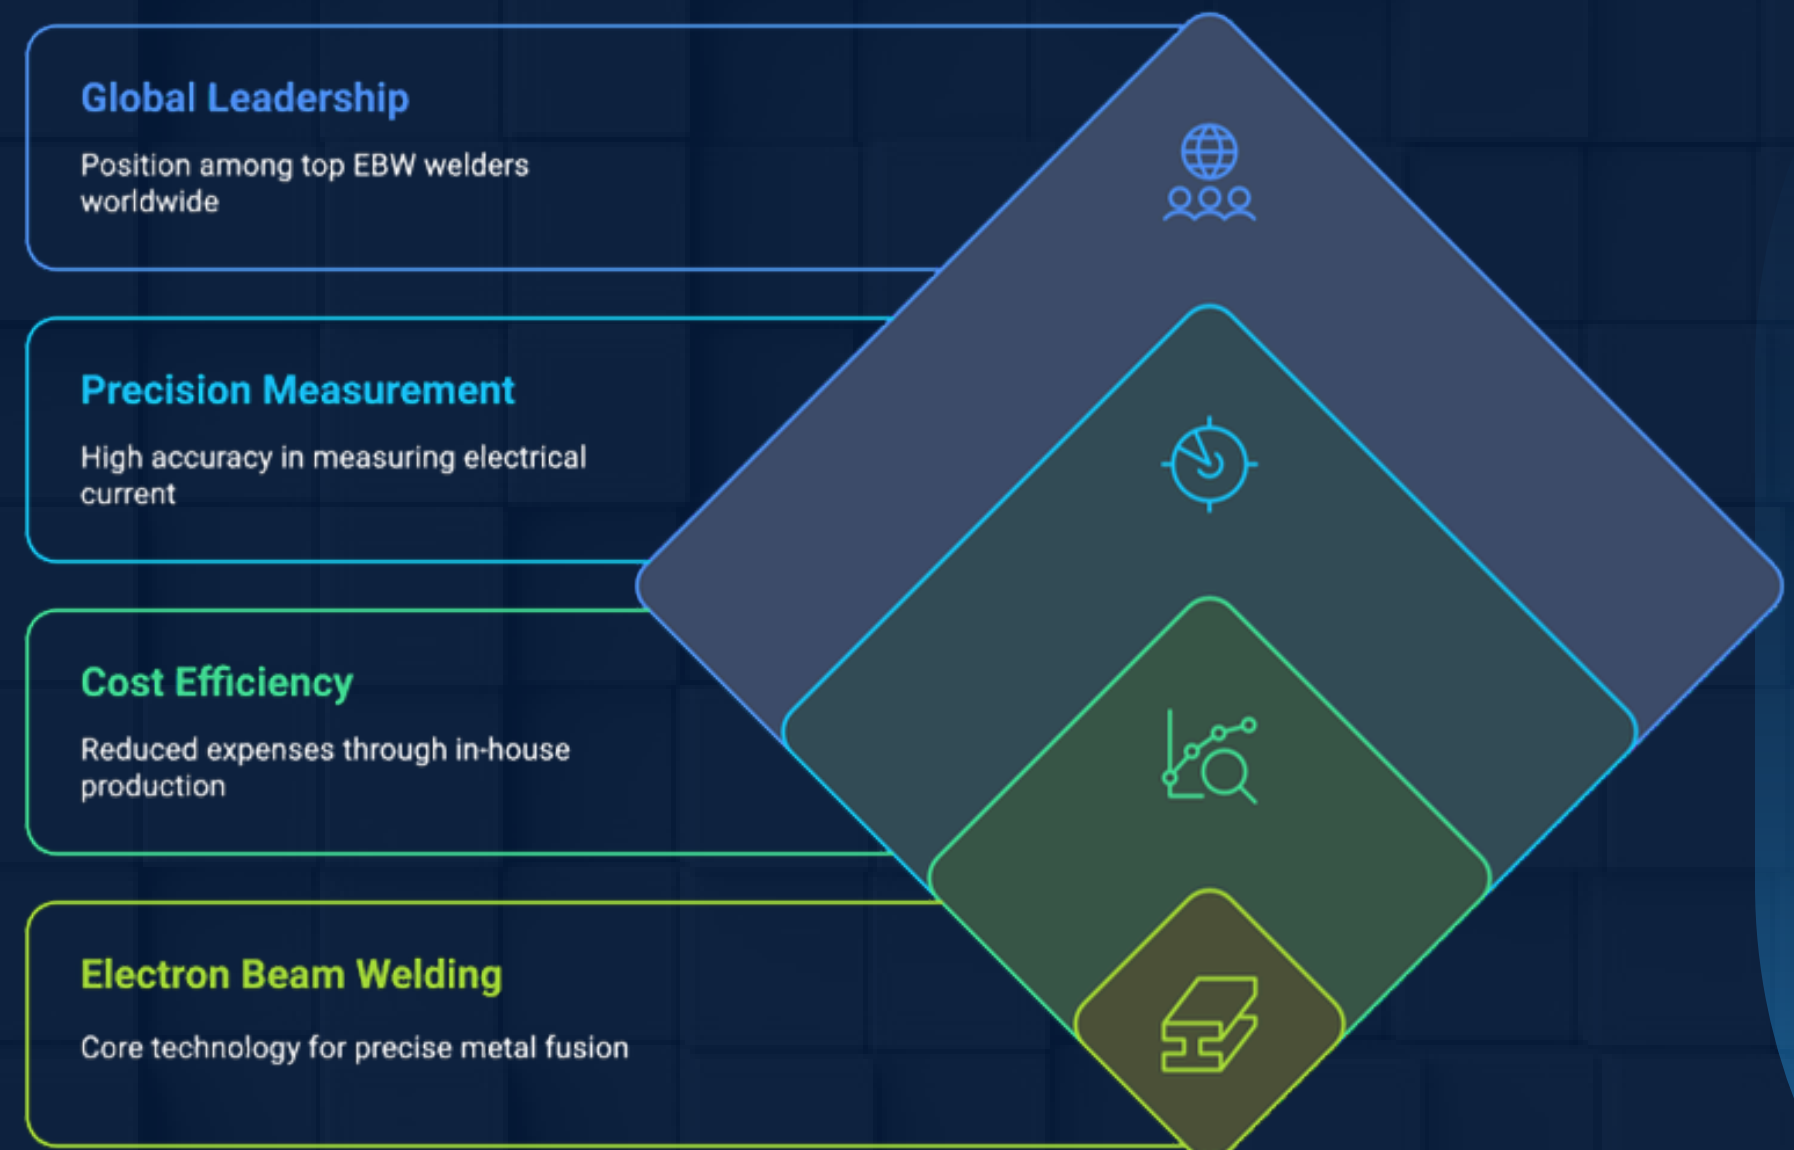 Global Leadership
Position among top EBW welders
worldwide
Precision Measurement
High accuracy in measuring electrical
current
Cost Efficiency
Reduced expenses through in-house
production
Electron Beam Welding
Core technology for precise metal fusion